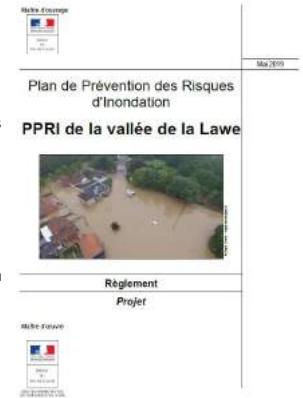 Maître d'ouvrage
Mai 2019
Plan de Prévention des Risques
d'Inondation
PPRI de la vallée de la Lawe
Règlement
Projet
Maître d'œuvre